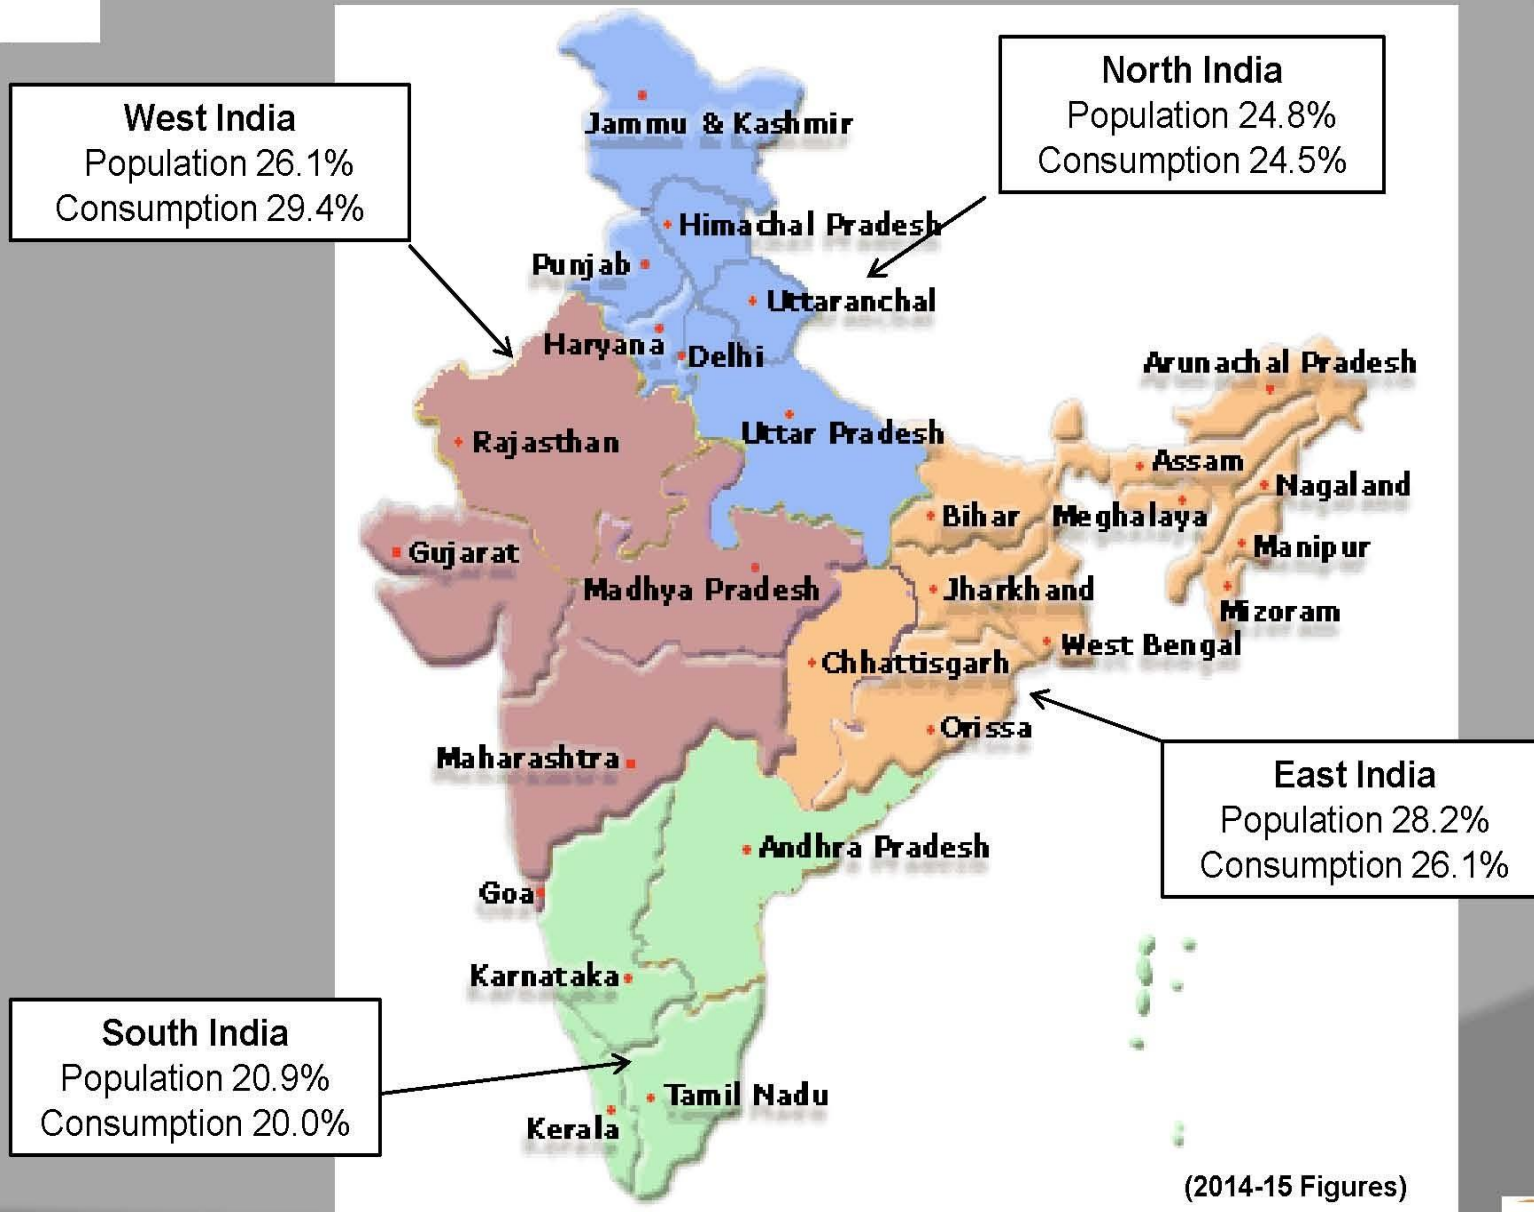 West India
Population 26.1%
Consumption 29.4%
North India
Population 24.8%
Consumption 24.5%
Jammu & Kashmir
Himachal Pradesh
Punjab
Uttaranchal
Haryana
Delhi
Arunachal Pradesh
Rajasthan
Uttar Pradesh
Assam
Nagaland
Bihar
Meghalaya
Gujarat
Manipur
Madhya Pradesh
Jharkhand
Mizoram
West Bengal
Chhattisgarh
Orissa
Maharashtra
East India
Population 28.2%
Consumption 26.1%
Andhra Pradesh
Goa
Karnataka
South India
Population 20.9%
Consumption 20.0%
Tamil Nadu
Kerala
(2014-15 Figures)